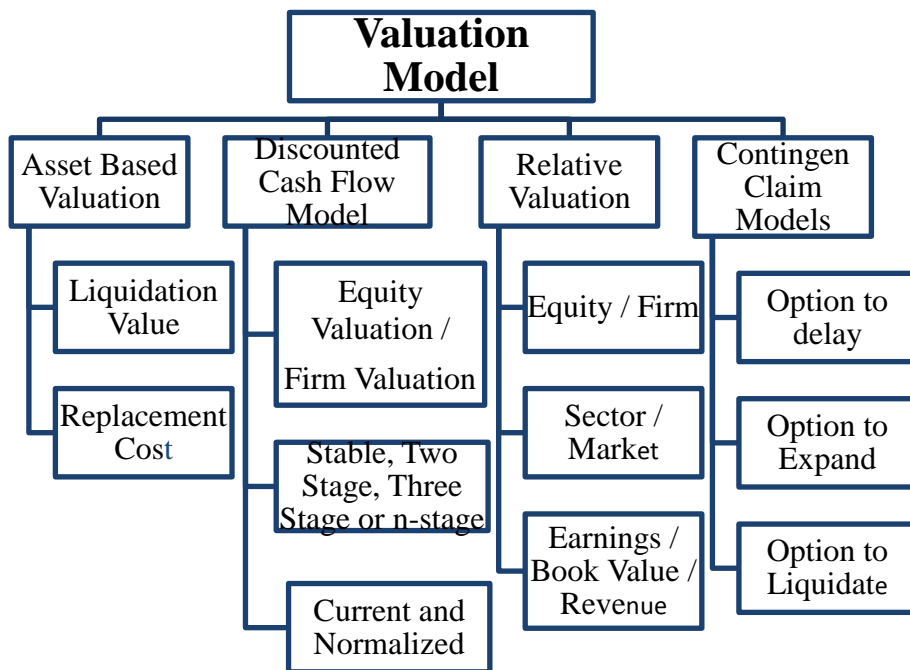 Valuation
Model
Asset Based
Valuation
Discounted
Cash Flow
Model
Relative
Valuation
Contingen
Claim
Models
Liquidation
Value
Replacement
Cost
Equity
Valuation /
Firm Valuation
Stable, Two
Stage, Three
Stage or n-stage
Current and
Normalized
Equity / Firm
Sector /
Market
Earnings /
Book Value /
Revenue
Option to
delay
Option to
Expand
Option to
Liquidate